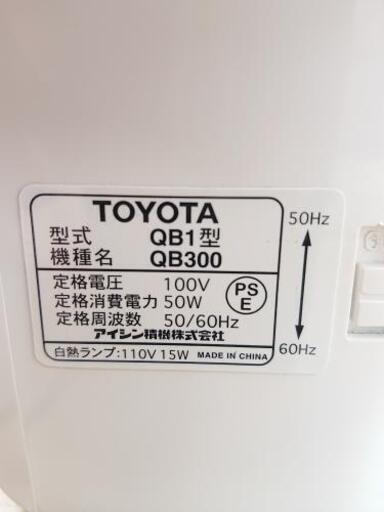 TOYOTA
型式 QB1型
機種名 QB300
定格電圧 100V
定格消費電力 50W
定格周波数 50/60Hz
PS
E
アイシン精機株式会社
白熱ランプ:110V 15W MADE IN CHINA
50Hz
60Hz